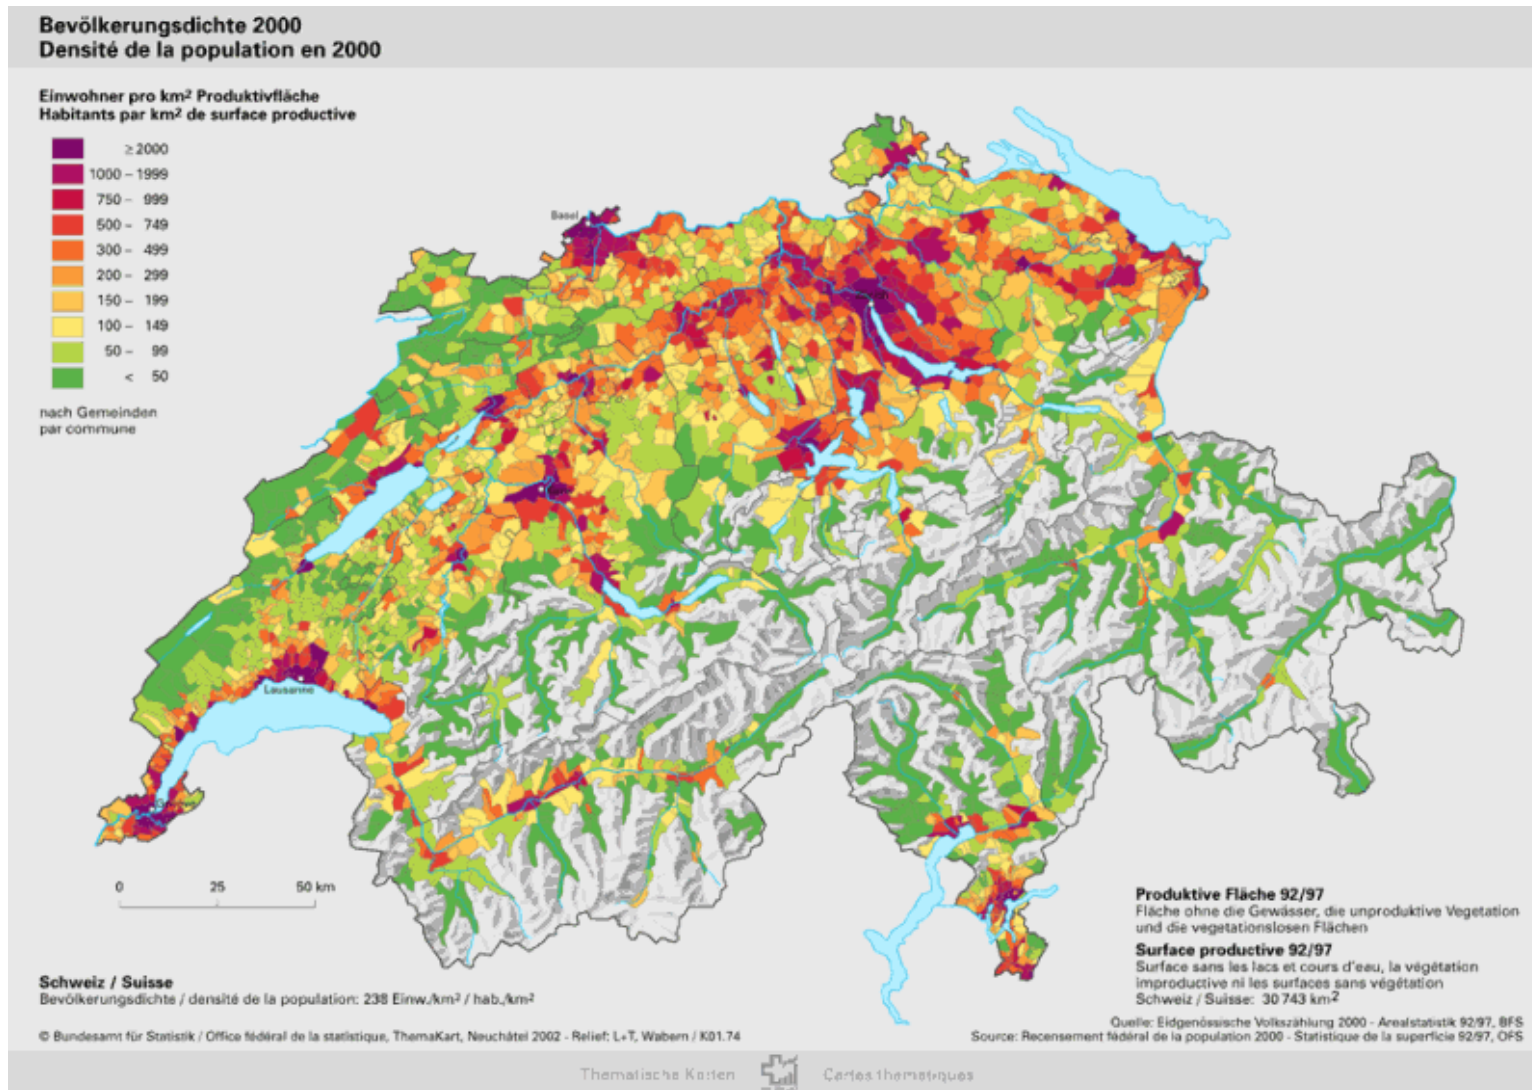 Bevölkerungsdichte 2000
Densité de la population en 2000
Einwohner pro km² Produktivfläche
Habitants par km² de surface productive
≥ 2000
1000 – 1999
750 – 999
500 – 749
300 – 499
200 – 299
150 – 199
100 – 149
50 – 99
< 50
nach Gemeinden
par commune
Basel
Lausanne
0 25 50 km
Produktive Fläche 92/97
Fläche ohne die Gewässer, die unproduktive Vegetation
und die vegetationslosen Flächen
Surface productive 92/97
Surface sans les lacs et cours d'eau, la végétation
improductive ni les surfaces sans végétation
Schweiz / Suisse: 30 743 km²
Schweiz / Suisse
Bevölkerungsdichte / densité de la population: 238 Einw./km² / hab./km²
Quelle: Eidgenössische Volkszählung 2000 - Arealstatistik 92/97, BFS
© Bundesamt für Statistik / Office fédéral de la statistique, ThemaKart, Neuchâtel 2002 - Relief: L+T, Wabern / K01.74
Source: Recensement fédéral de la population 2000 - Statistique de la superficie 92/97, OFS
Thematische Karten
Cartes thématiques